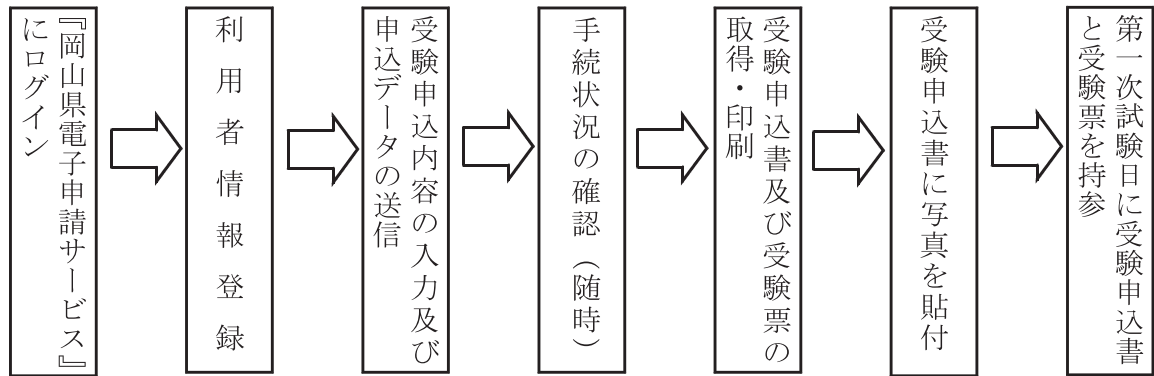 『岡山県電子申請サービス』
にログイン
利用者情報登録
受験申込内容の入力及び
申込データの送信
手続状況の確認（随時）
受験申込書及び受験票の
取得・印刷
受験申込書に写真を貼付
第一次試験日に受験申込書
と受験票を持参